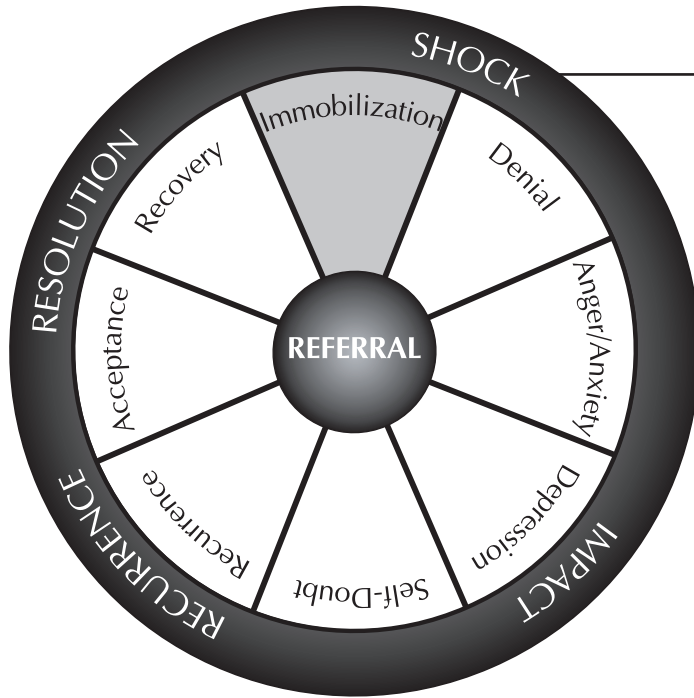 SHOCK
Immobilization
Denial
Anger/Anxiety
IMPACT
Depression
Self-Doubt
RECURRENCE
Recurrence
RESOLUTION
Acceptance
Recovery
REFERRAL